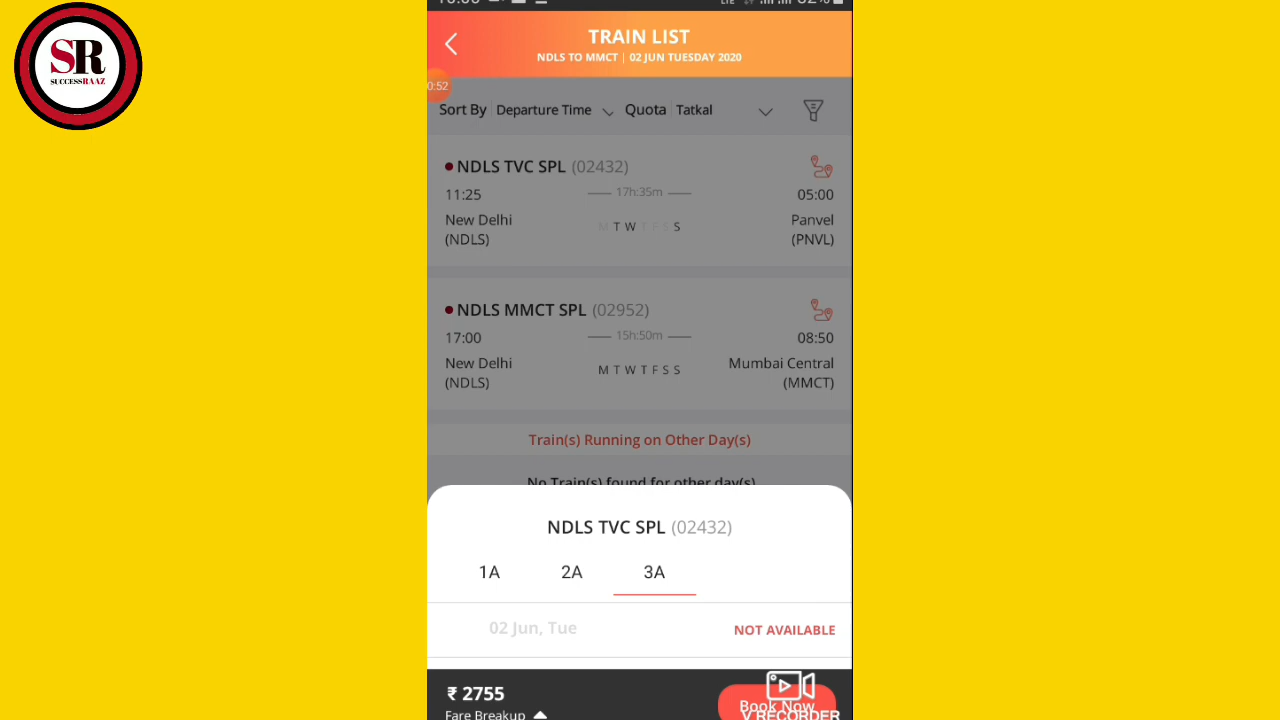 SR
SUCCESSRAAZ
TRAIN LIST
NDLS TO MMCT | 02 JUN TUESDAY 2020
0:52
Sort By Departure Time Quota Tatkal
NDLS TVC SPL (02432)
11:25 17h:35m 05:00
New Delhi M T W T F S S Panvel
(NDLS) (PNVL)
NDLS MMCT SPL (02952)
17:00 15h:50m 08:50
New Delhi M T W T F S S Mumbai Central
(NDLS) (MMCT)
Train(s) Running on Other Day(s)
No Train(s) found for other day(s)
NDLS TVC SPL (02432)
1A 2A 3A
02 Jun, Tue NOT AVAILABLE
₹ 2755 Book Now
Fare Breakup V RECORDER